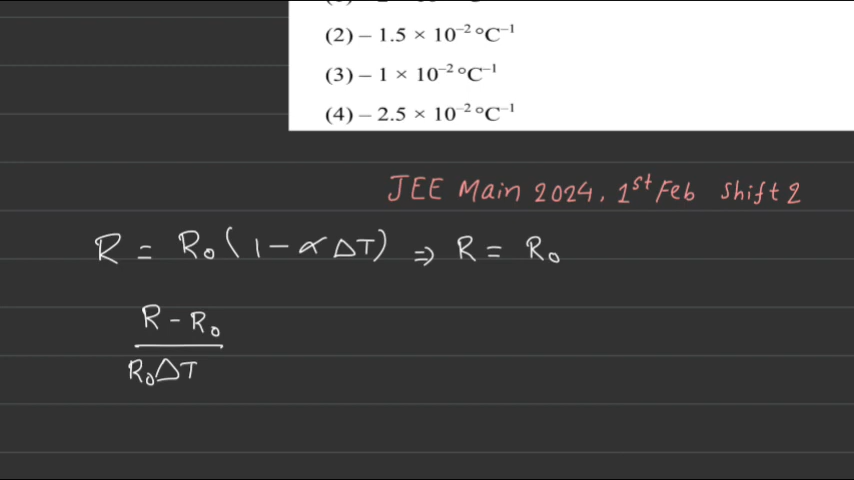 (2) – 1.5 × 10⁻² °C⁻¹
(3) – 1 × 10⁻² °C⁻¹
(4) – 2.5 × 10⁻² °C⁻¹
JEE Main 2024, 1st Feb Shift 2
R = R₀(1 - ∝ ΔT) ⇒ R = R₀
R - R₀
R₀ΔT